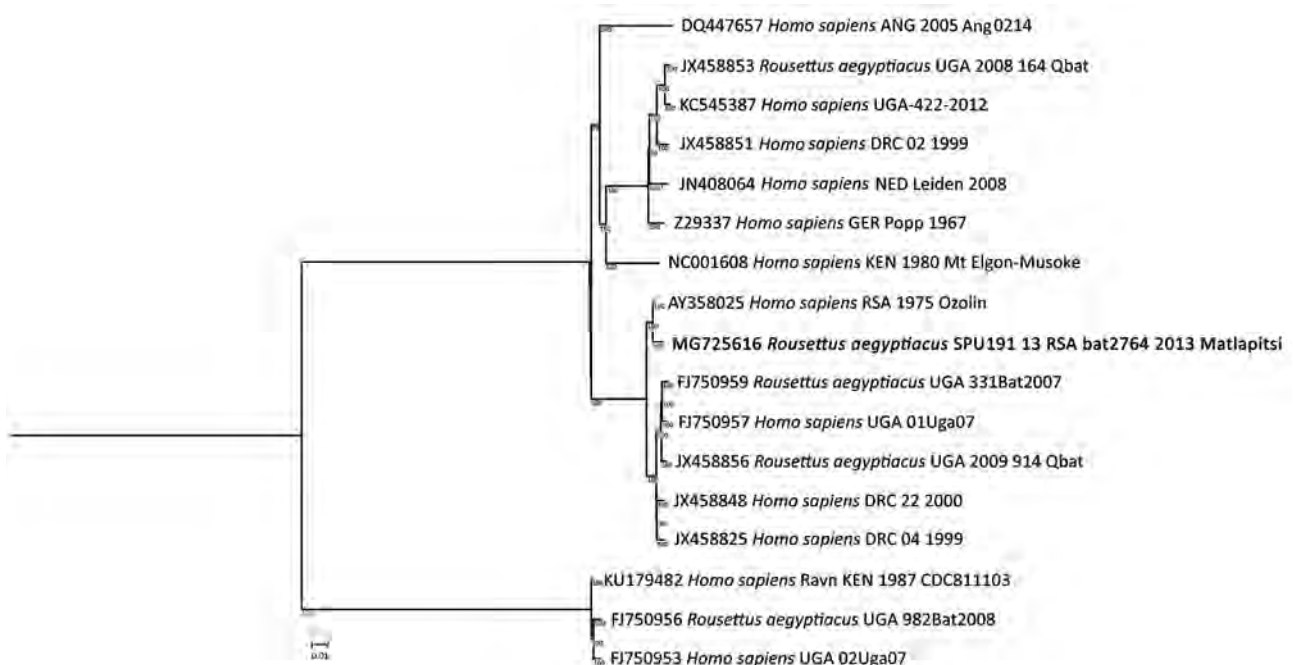 DQ447657 Homo sapiens ANG 2005 Ang0214
JX458853 Rousettus aegyptiacus UGA 2008 164 Qbat
KC545387 Homo sapiens UGA-422-2012
JX458851 Homo sapiens DRC 02 1999
JN408064 Homo sapiens NED Leiden 2008
Z29337 Homo sapiens GER Popp 1967
NC001608 Homo sapiens KEN 1980 Mt Elgon-Musoke
AY358025 Homo sapiens RSA 1975 Ozolin
MG725616 Rousettus aegyptiacus SPU191 13 RSA bat2764 2013 Matlapitsi
FJ750959 Rousettus aegyptiacus UGA 331Bat2007
FJ750957 Homo sapiens UGA 01Uga07
JX458856 Rousettus aegyptiacus UGA 2009 914 Qbat
JX458848 Homo sapiens DRC 22 2000
JX458825 Homo sapiens DRC 04 1999
KU179482 Homo sapiens Ravn KEN 1987 CDC811103
FJ750956 Rousettus aegyptiacus UGA 982Bat2008
FJ750953 Homo sapiens UGA 02Uga07
0.01